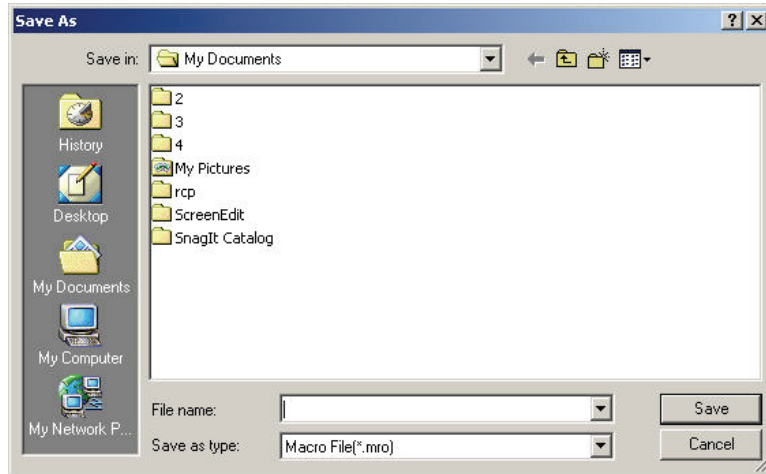 Save As
Save in: My Documents
2
3
4
My Pictures
rcp
ScreenEdit
SnagIt Catalog
History
Desktop
My Documents
My Computer
My Network P...
File name:
Save
Save as type: Macro File(*.mro)
Cancel